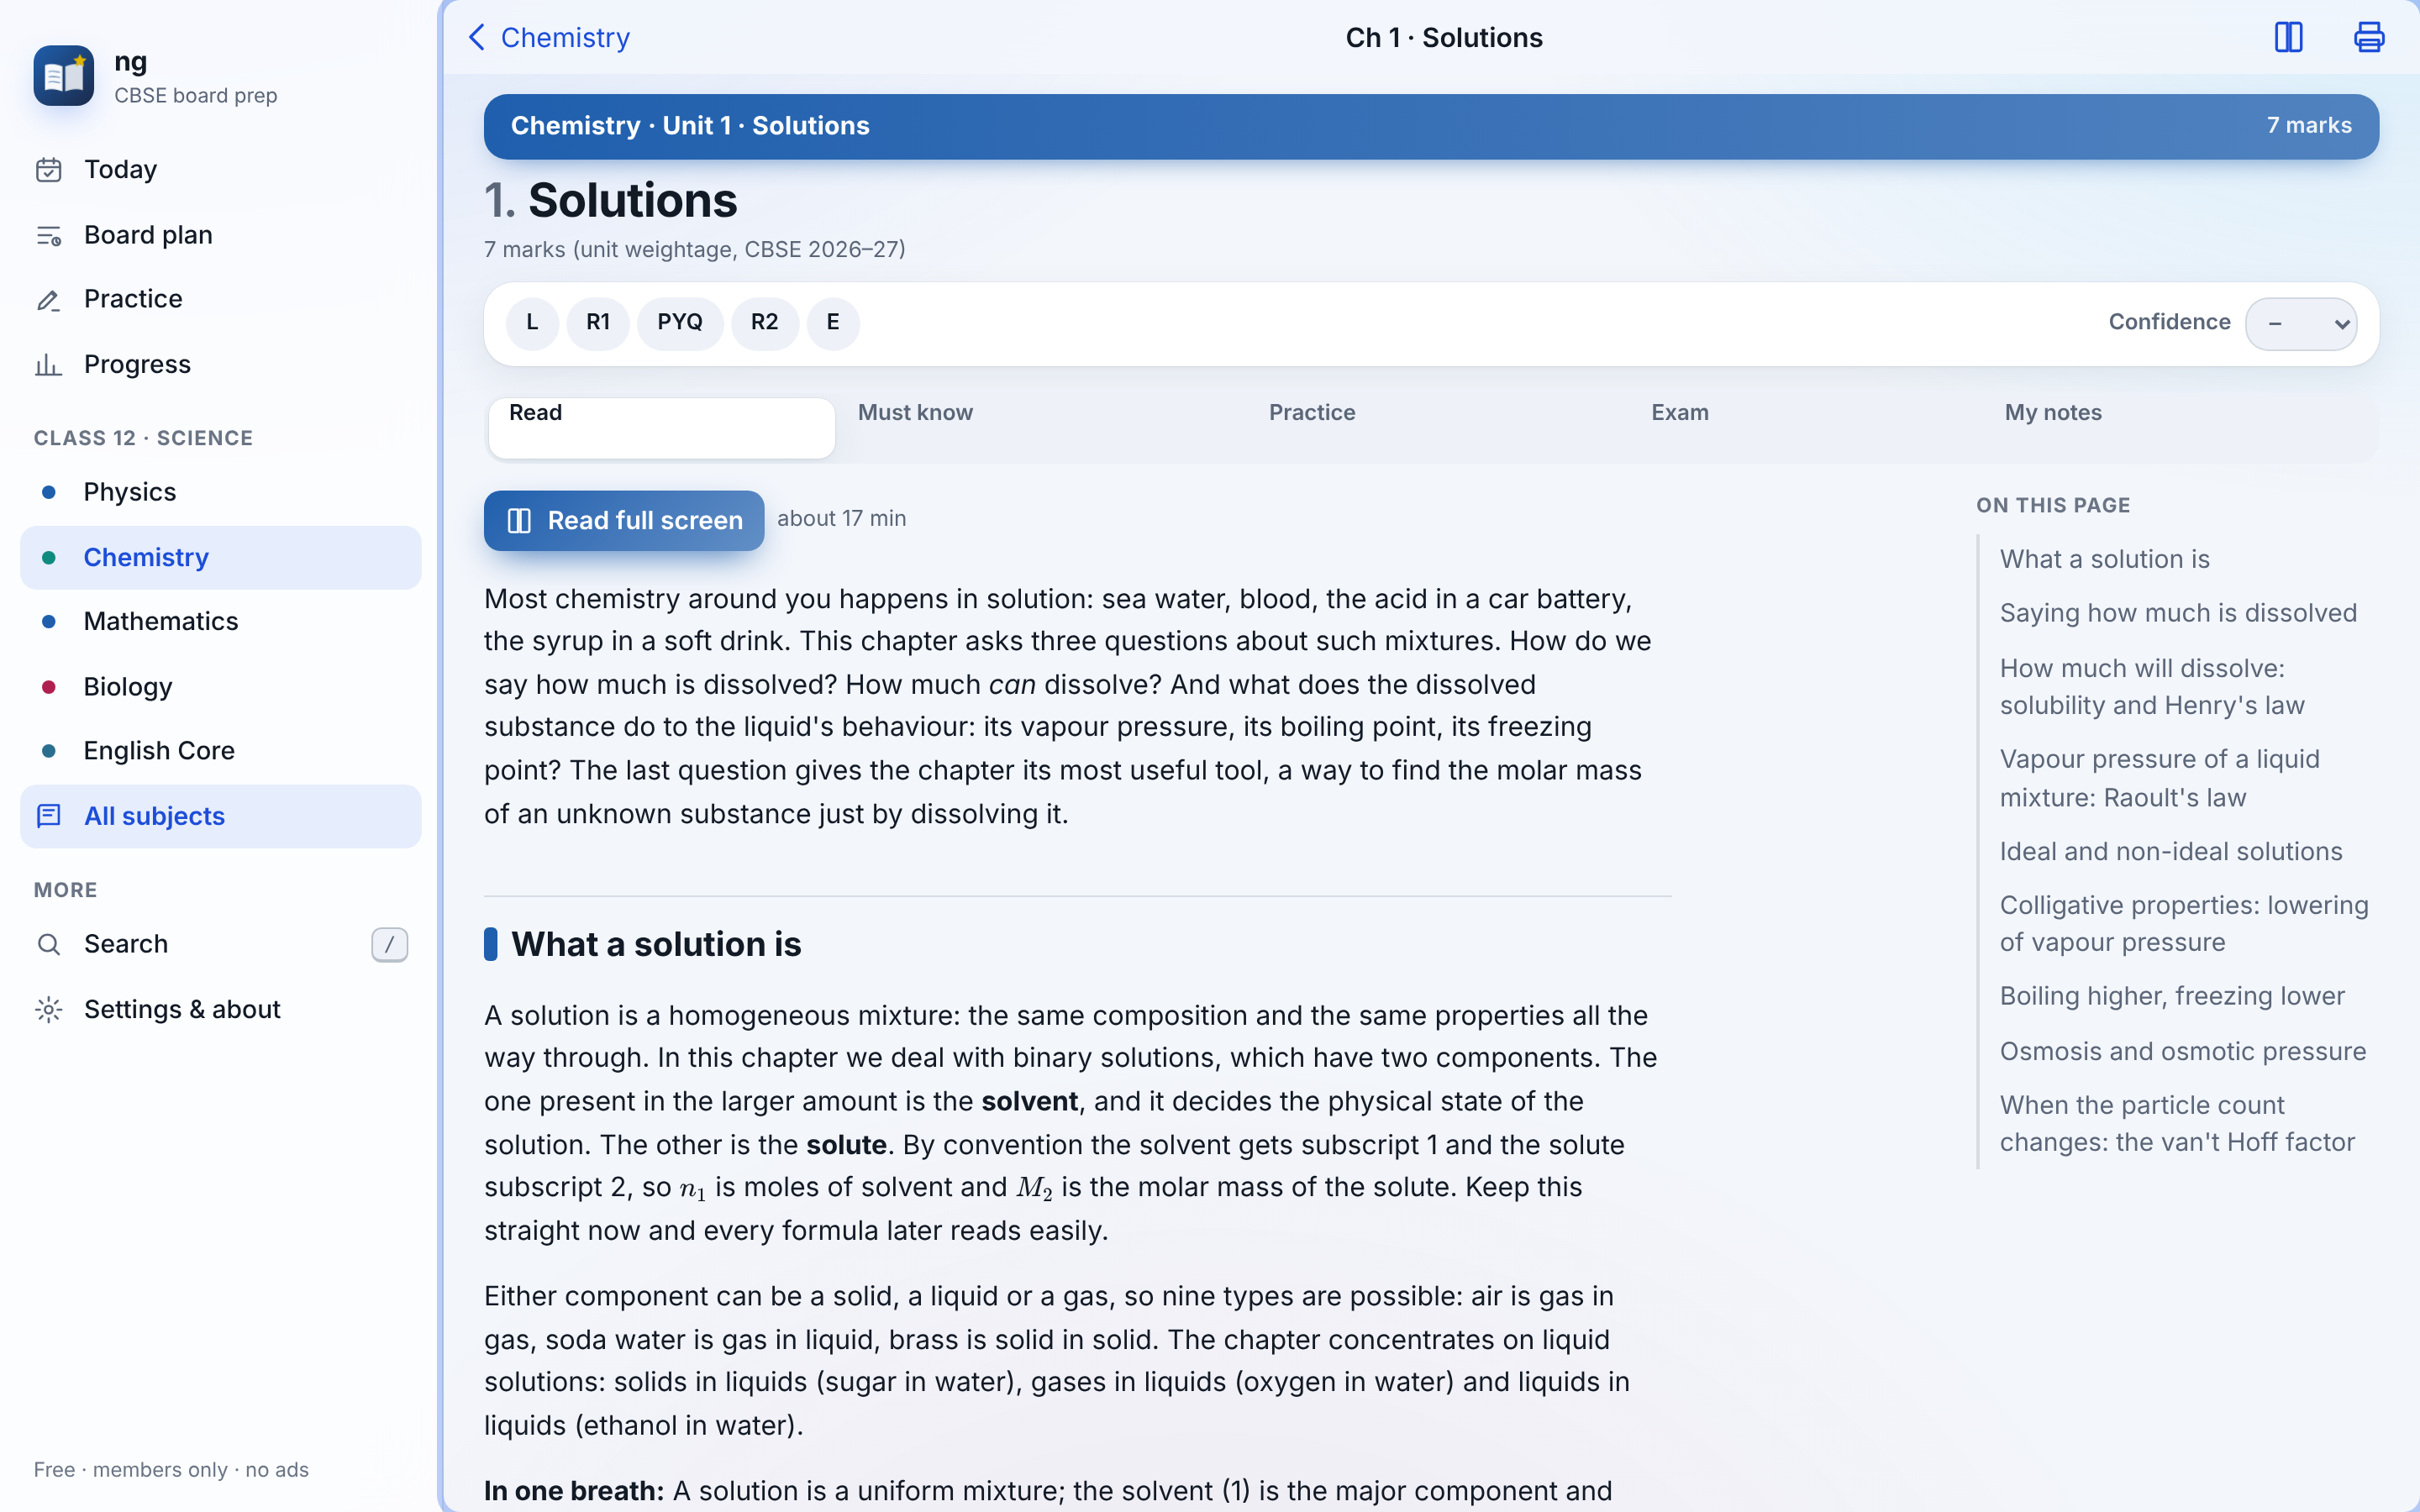 ng
CBSE board prep
Today
Board plan
Practice
Progress
CLASS 12 · SCIENCE
Physics
Chemistry
Mathematics
Biology
English Core
All subjects
MORE
Search /
Settings & about
Free · members only · no ads
Chemistry
Ch 1 · Solutions
Chemistry · Unit 1 · Solutions 7 marks
1. Solutions
7 marks (unit weightage, CBSE 2026–27)
L R1 PYQ R2 E Confidence –
Read Must know Practice Exam My notes
Read full screen about 17 min
Most chemistry around you happens in solution: sea water, blood, the acid in a car battery,
the syrup in a soft drink. This chapter asks three questions about such mixtures. How do we
say how much is dissolved? How much can dissolve? And what does the dissolved
substance do to the liquid's behaviour: its vapour pressure, its boiling point, its freezing
point? The last question gives the chapter its most useful tool, a way to find the molar mass
of an unknown substance just by dissolving it.
What a solution is
A solution is a homogeneous mixture: the same composition and the same properties all the
way through. In this chapter we deal with binary solutions, which have two components. The
one present in the larger amount is the solvent, and it decides the physical state of the
solution. The other is the solute. By convention the solvent gets subscript 1 and the solute
subscript 2, so n₁ is moles of solvent and M₂ is the molar mass of the solute. Keep this
straight now and every formula later reads easily.
Either component can be a solid, a liquid or a gas, so nine types are possible: air is gas in
gas, soda water is gas in liquid, brass is solid in solid. The chapter concentrates on liquid
solutions: solids in liquids (sugar in water), gases in liquids (oxygen in water) and liquids in
liquids (ethanol in water).
In one breath: A solution is a uniform mixture; the solvent (1) is the major component and
ON THIS PAGE
What a solution is
Saying how much is dissolved
How much will dissolve:
solubility and Henry's law
Vapour pressure of a liquid
mixture: Raoult's law
Ideal and non-ideal solutions
Colligative properties: lowering
of vapour pressure
Boiling higher, freezing lower
Osmosis and osmotic pressure
When the particle count
changes: the van't Hoff factor